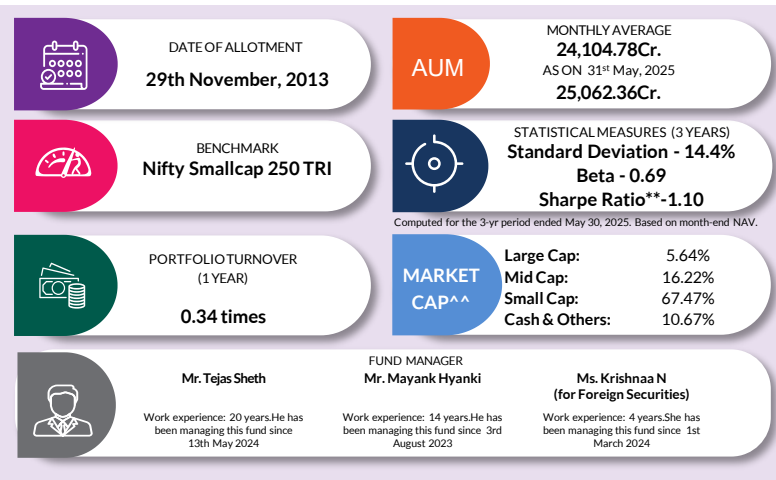 DATE OF ALLOTMENT
29th November, 2013
AUM
MONTHLY AVERAGE
24,104.78Cr.
AS ON 31st May, 2025
25,062.36Cr.
BENCHMARK
Nifty Smallcap 250 TRI
STATISTICAL MEASURES (3 YEARS)
Standard Deviation - 14.4%
Beta - 0.69
Sharpe Ratio**-1.10
Computed for the 3-yr period ended May 30, 2025. Based on month-end NAV.
PORTFOLIO TURNOVER
(1 YEAR)
0.34 times
MARKET
CAP^^
Large Cap: 5.64%
Mid Cap: 16.22%
Small Cap: 67.47%
Cash & Others: 10.67%
FUND MANAGER
Mr. Tejas Sheth
Work experience: 20 years.He has
been managing this fund since
13th May 2024
Mr. Mayank Hyanki
Work experience: 14 years.He has
been managing this fund since 3rd
August 2023
Ms. Krishnaa N
(for Foreign Securities)
Work experience: 4 years.She has
been managing this fund since 1st
March 2024